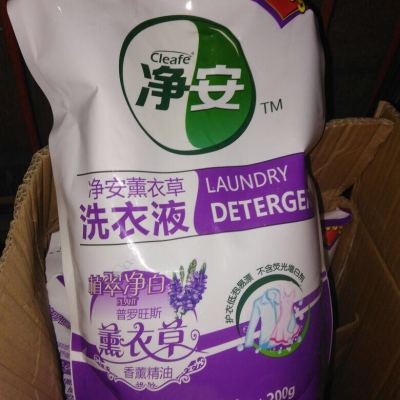 Cleafe
净安
TM
净安薰衣草
洗衣液
LAUNDRY
DETERGE
植翠净白
普罗旺斯
薰衣草
香薰精油
护衣低泡易漂 不含荧光增白剂
200g